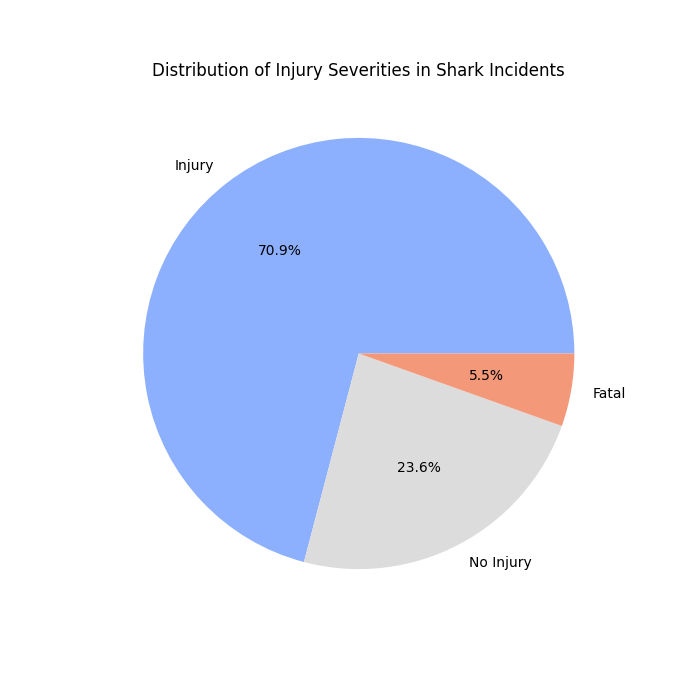 Distribution of Injury Severities in Shark Incidents
Injury
70.9%
5.5%
Fatal
23.6%
No Injury